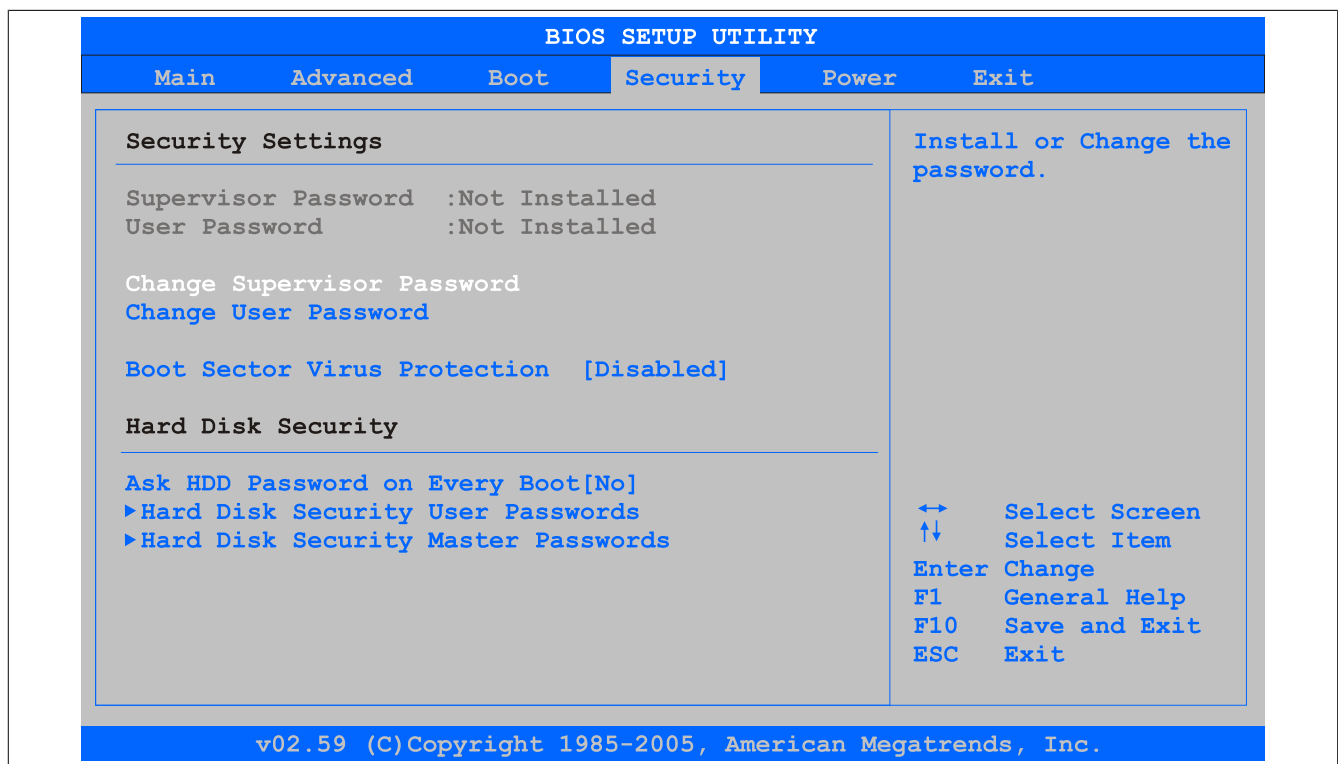 BIOS SETUP UTILITY
Main Advanced Boot Security Power Exit
Security Settings
Supervisor Password :Not Installed
User Password :Not Installed
Change Supervisor Password
Change User Password
Boot Sector Virus Protection [Disabled]
Hard Disk Security
Ask HDD Password on Every Boot[No]
Hard Disk Security User Passwords
Hard Disk Security Master Passwords
Install or Change the
password.
Select Screen
Select Item
Enter Change
F1 General Help
F10 Save and Exit
ESC Exit
v02.59 (C)Copyright 1985-2005, American Megatrends, Inc.